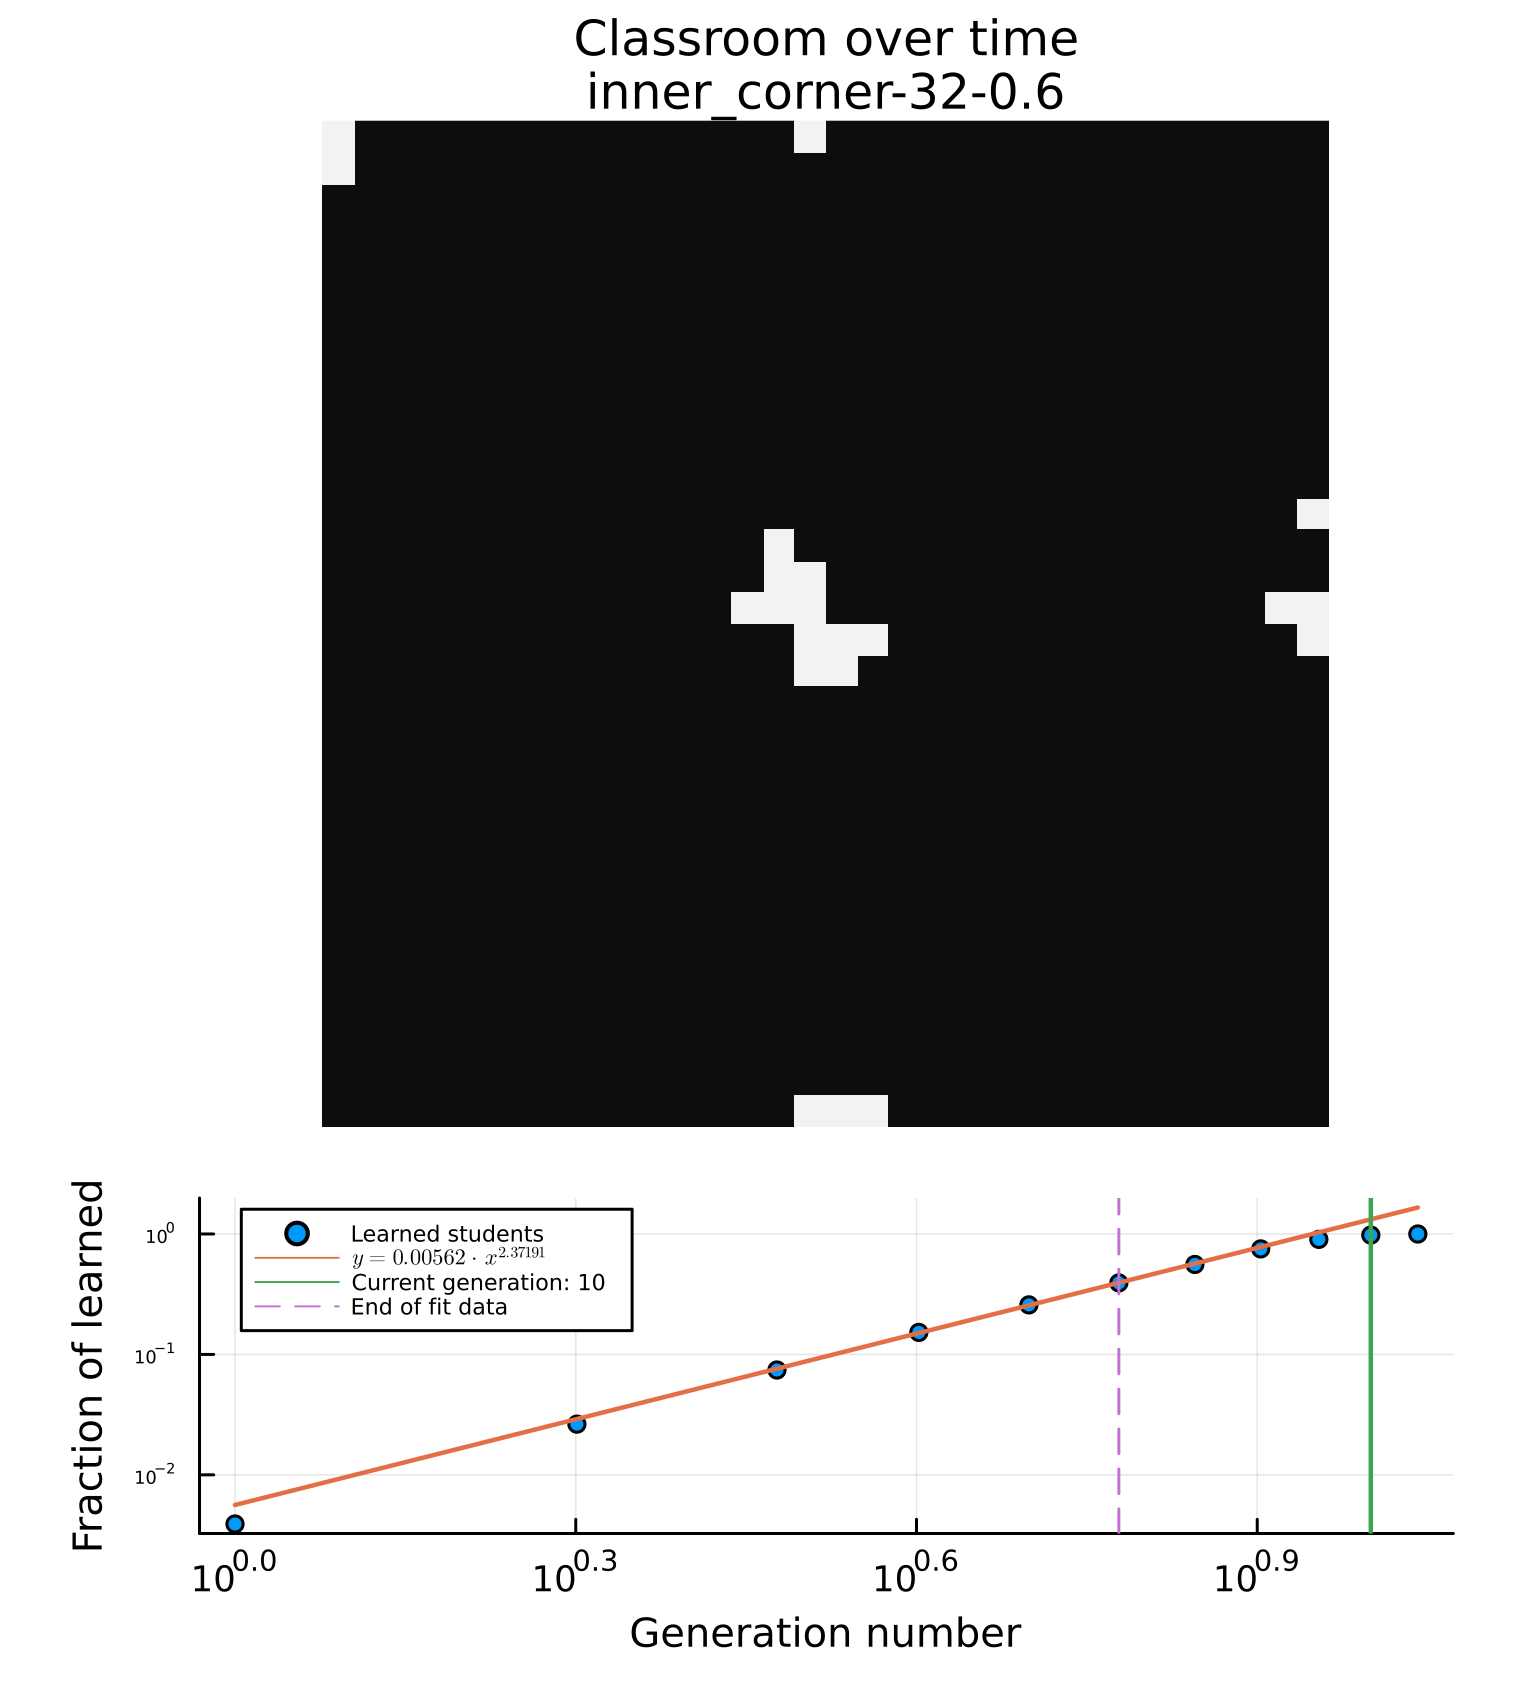 Classroom over time
inner_corner-32-0.6
Fraction of learned
10^0
10^-1
10^-2
Learned students
y = 0.00562 · x^2.37191
Current generation: 10
End of fit data
10^0.0 10^0.3 10^0.6 10^0.9
Generation number